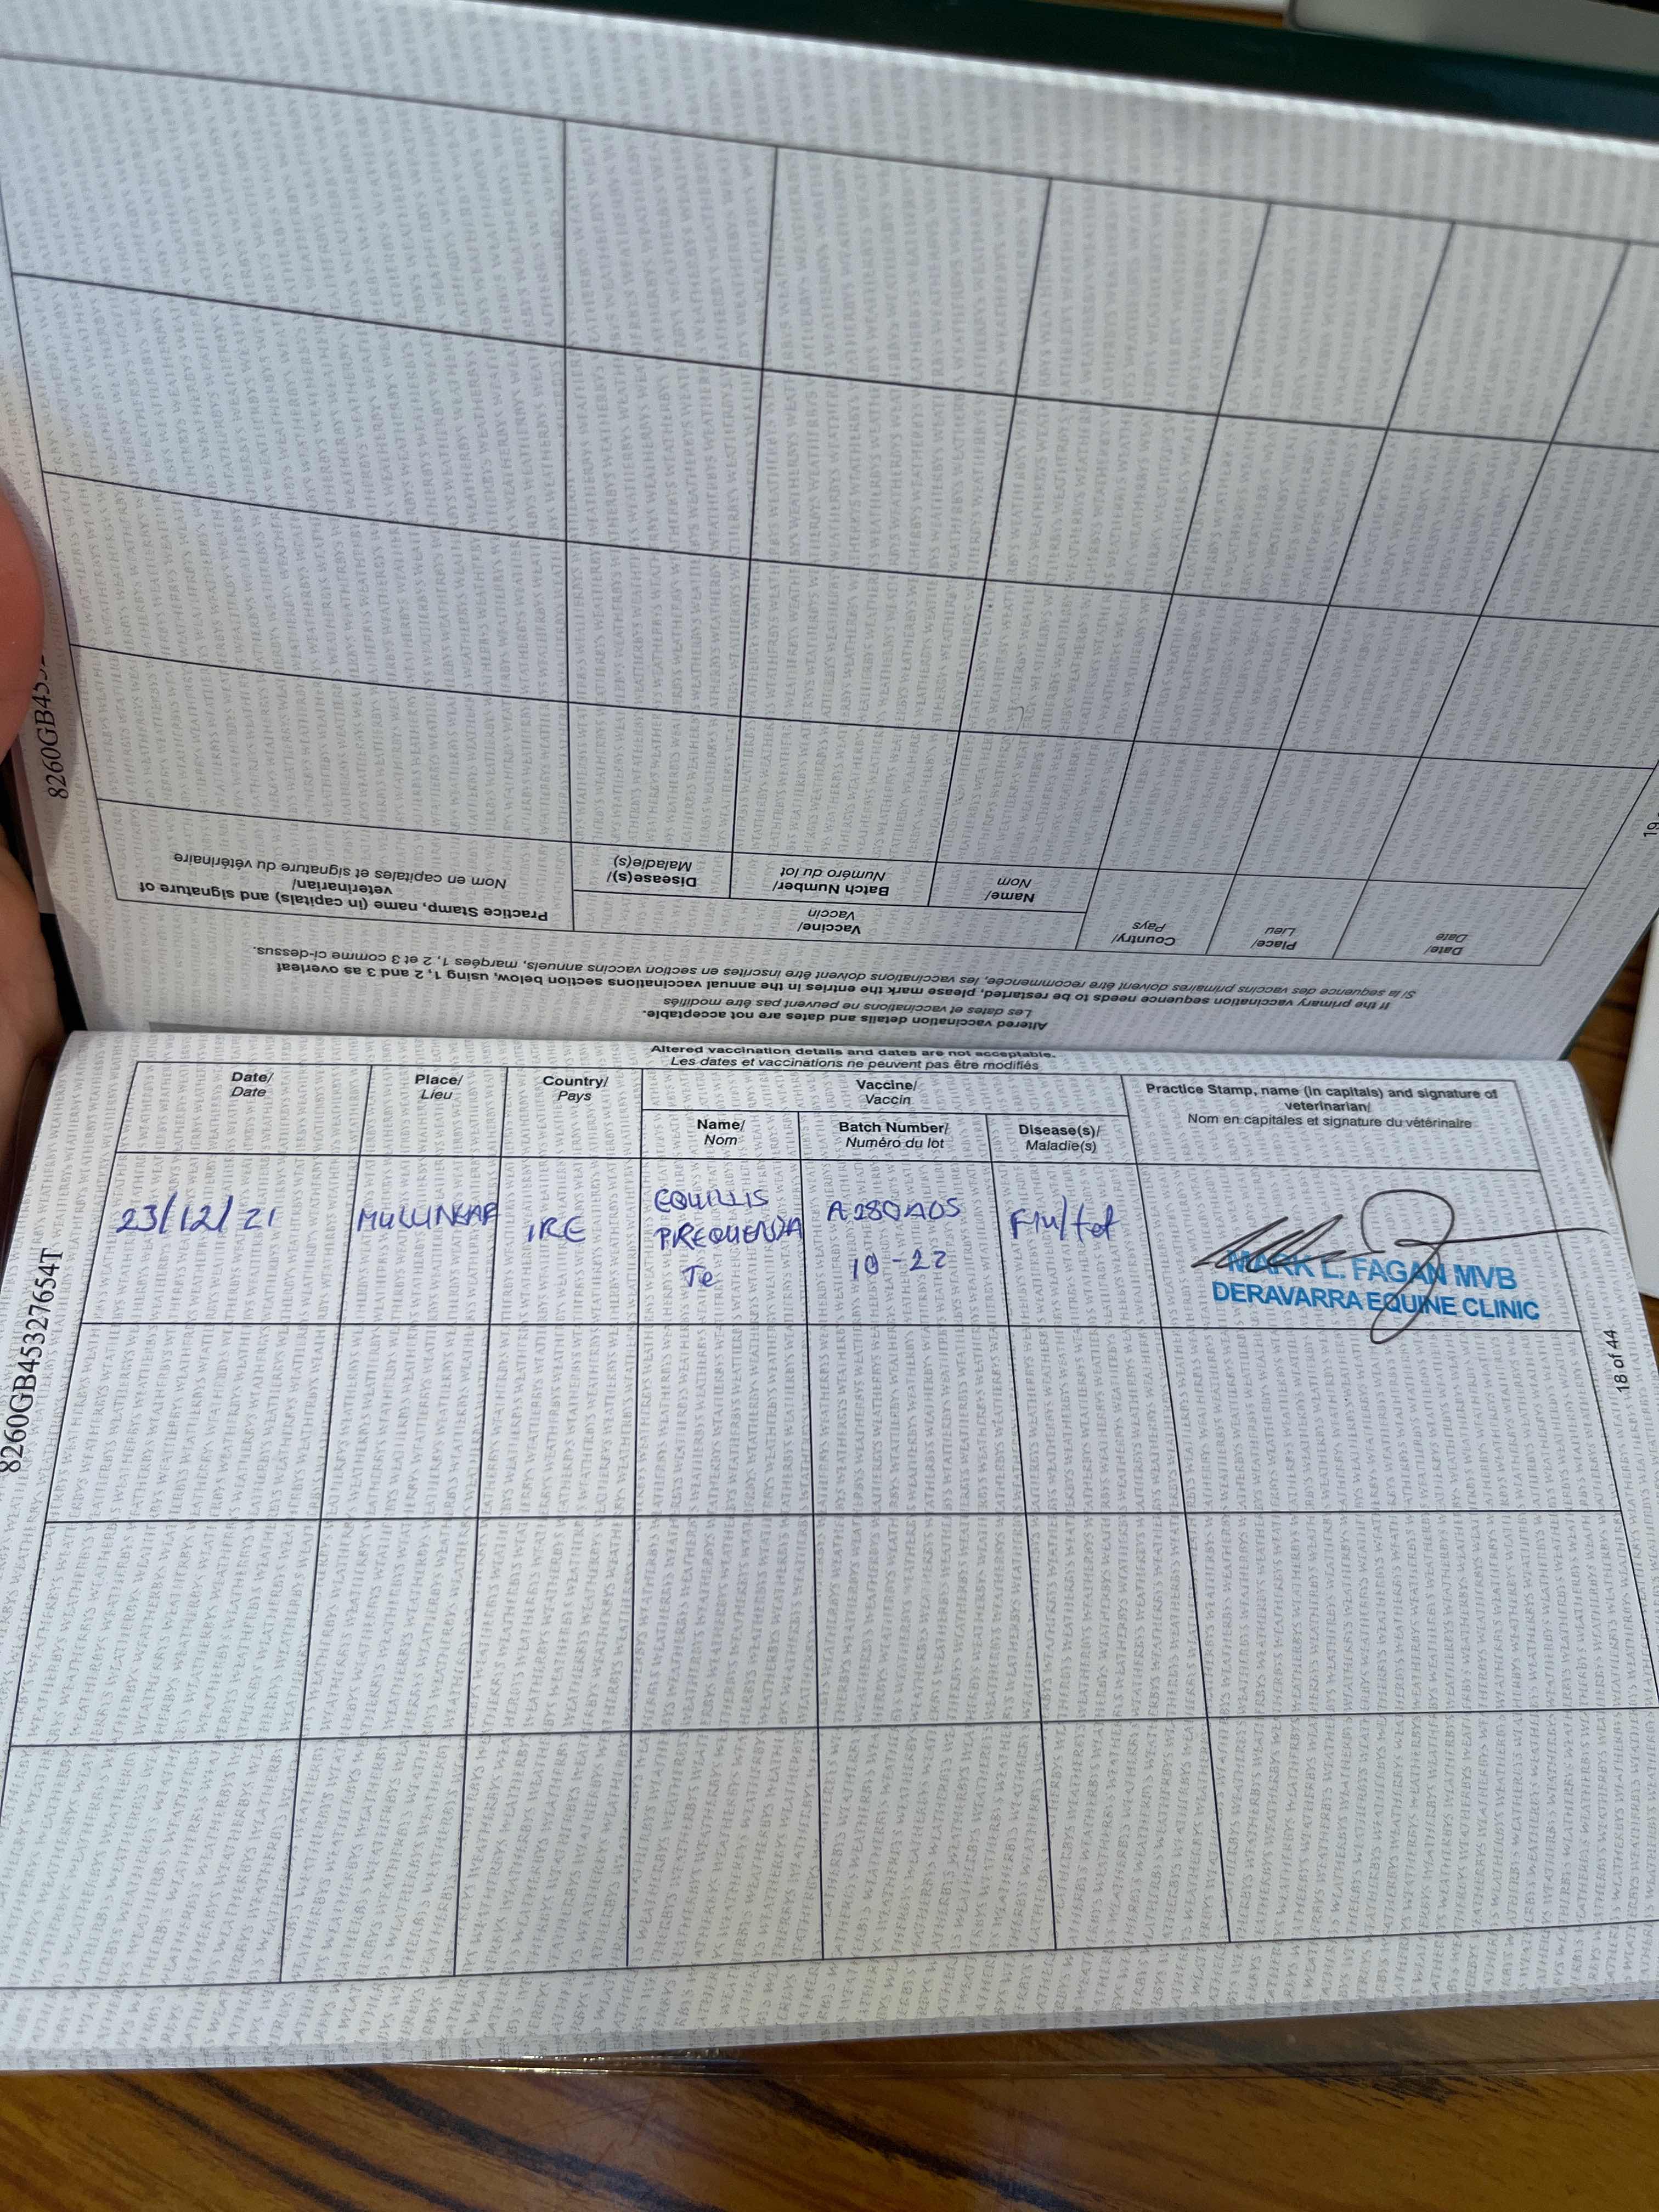 8260GB453
Practice Stamp, name (in capitals) and signature of
veterinarian/
Nom en capitales et signature du vétérinaire
Disease(s)/
Maladie(s)
Batch Number/
Numéro du lot
Name/
Nom
Vaccine/
Vaccin
Country/
Pays
Place/
Lieu
Date/
Date
19
Si la séquence des vaccins primaires doivent être recommencée, les vaccinations doivent être inscrites en section vaccins annuels, marqées 1, 2 et 3 comme ci-dessus.
If the primary vaccination sequence needs to be restarted, please mark the entries in the annual vaccinations section below, using 1, 2 and 3 as overleaf
Les dates et vaccinations ne peuvent pas être modifiés
Altered vaccination details and dates are not acceptable.
Altered vaccination details and dates are not acceptable.
Les dates et vaccinations ne peuvent pas être modifiés
Date/
Date
Place/
Lieu
Country/
Pays
Vaccine/
Vaccin
Name/
Nom
Batch Number/
Numéro du lot
Disease(s)/
Maladie(s)
Practice Stamp, name (in capitals) and signature of
veterinarian/
Nom en capitales et signature du vétérinaire
23/12/21
MULLINGAR
IRE
EQUILLIS
PREQUENZA
Te
A280A05
10-22
Flu/tet
MARK L. FAGAN MVB
DERAVARRA EQUINE CLINIC
8260GB45327654T
18 of 44
WEATHERBYS